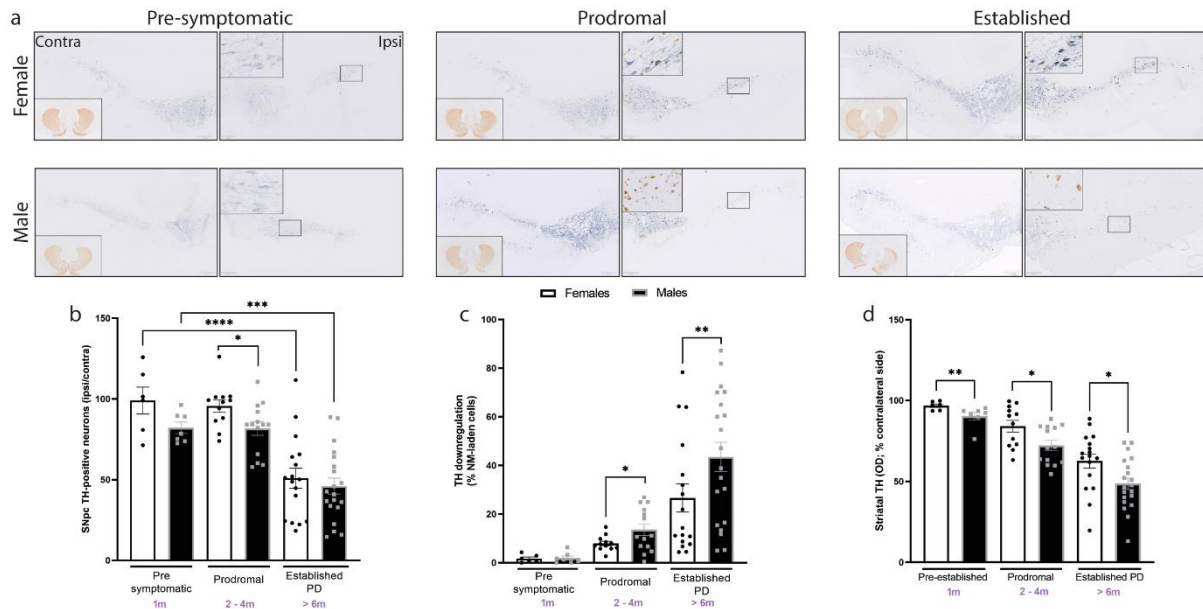 a
Pre-symptomatic
Prodromal
Established
Female
Contra
Ipsi
Male
Females
Males
b
SNpc TH-positive neurons (ipsi/contra)
150
100
50
0
****
***
*
Pre
symptomatic
Prodromal
Established
PD
1m
2 - 4m
> 6m
c
TH downregulation
(% NM-laden cells)
100
80
60
40
20
0
*
**
Pre
symptomatic
Prodromal
Established
PD
1m
2 - 4m
> 6m
d
Striatal TH (OD; % contralateral side)
150
100
50
0
**
*
*
Pre-established
Prodromal
Established PD
1m
2 - 4m
> 6m